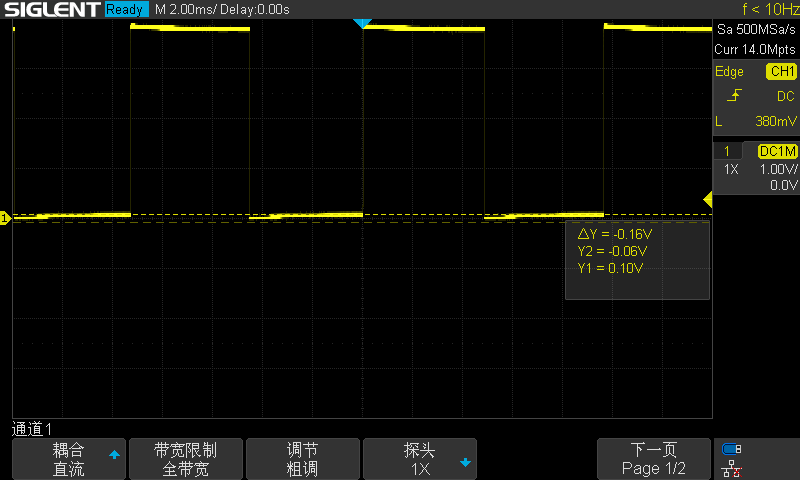 SIGLENT Ready M 2.00ms/ Delay:0.00s f < 10Hz
Sa 500MSa/s
Curr 14.0Mpts
Edge CH1
DC
L 380mV
1 DC1M
1X 1.00V/
0.0V
1
△Y = -0.16V
Y2 = -0.06V
Y1 = 0.10V
通道1
耦合
直流
带宽限制
全带宽
调节
粗调
探头
1X
下一页
Page 1/2